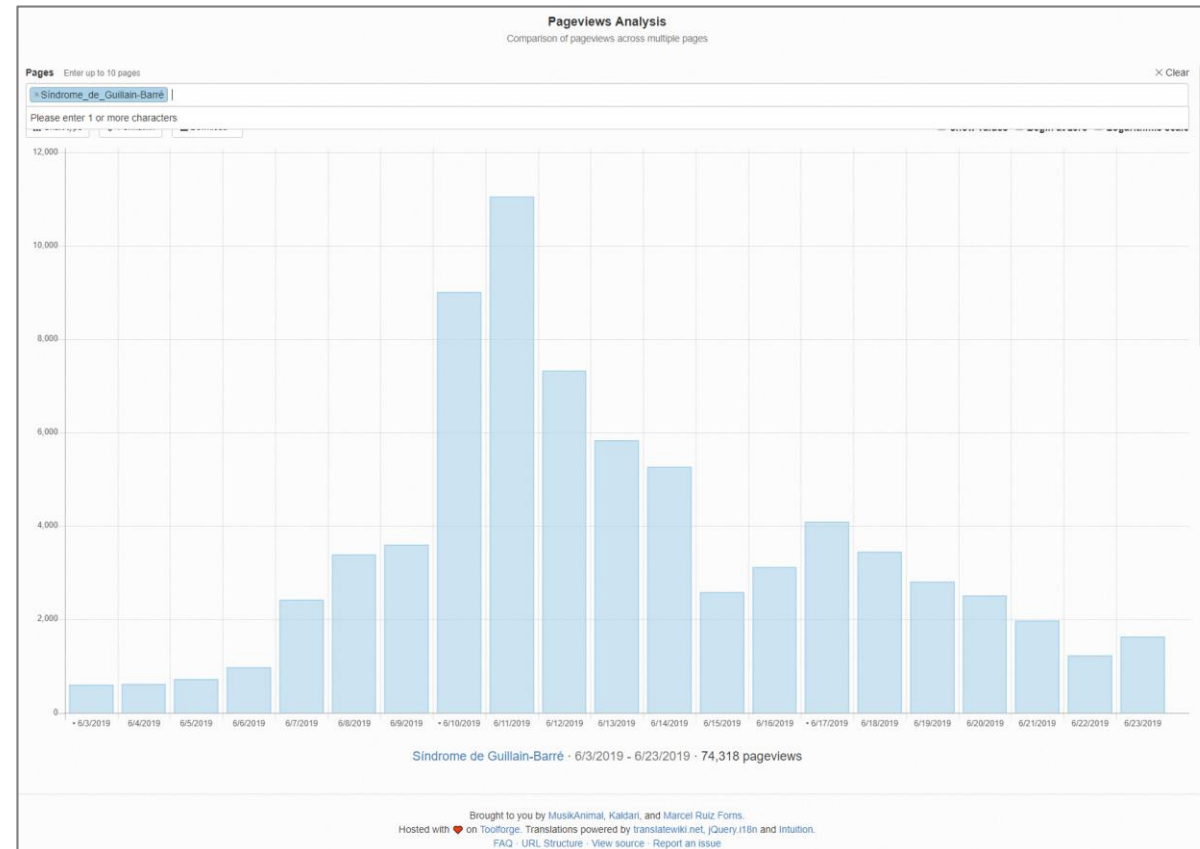 Pageviews Analysis
Comparison of pageviews across multiple pages
Pages Enter up to 10 pages
× Clear
× Síndrome_de_Guillain-Barré
Please enter 1 or more characters
12,000
10,000
8,000
6,000
4,000
2,000
0
• 6/3/2019 6/4/2019 6/5/2019 6/6/2019 6/7/2019 6/8/2019 6/9/2019 • 6/10/2019 6/11/2019 6/12/2019 6/13/2019 6/14/2019 6/15/2019 6/16/2019 • 6/17/2019 6/18/2019 6/19/2019 6/20/2019 6/21/2019 6/22/2019 6/23/2019
Síndrome de Guillain-Barré · 6/3/2019 - 6/23/2019 · 74,318 pageviews
Brought to you by MusikAnimal, Kaldari, and Marcel Ruiz Forns.
Hosted with ❤ on Toolforge. Translations powered by translatewiki.net, jQuery.i18n and Intuition.
FAQ · URL Structure · View source · Report an issue